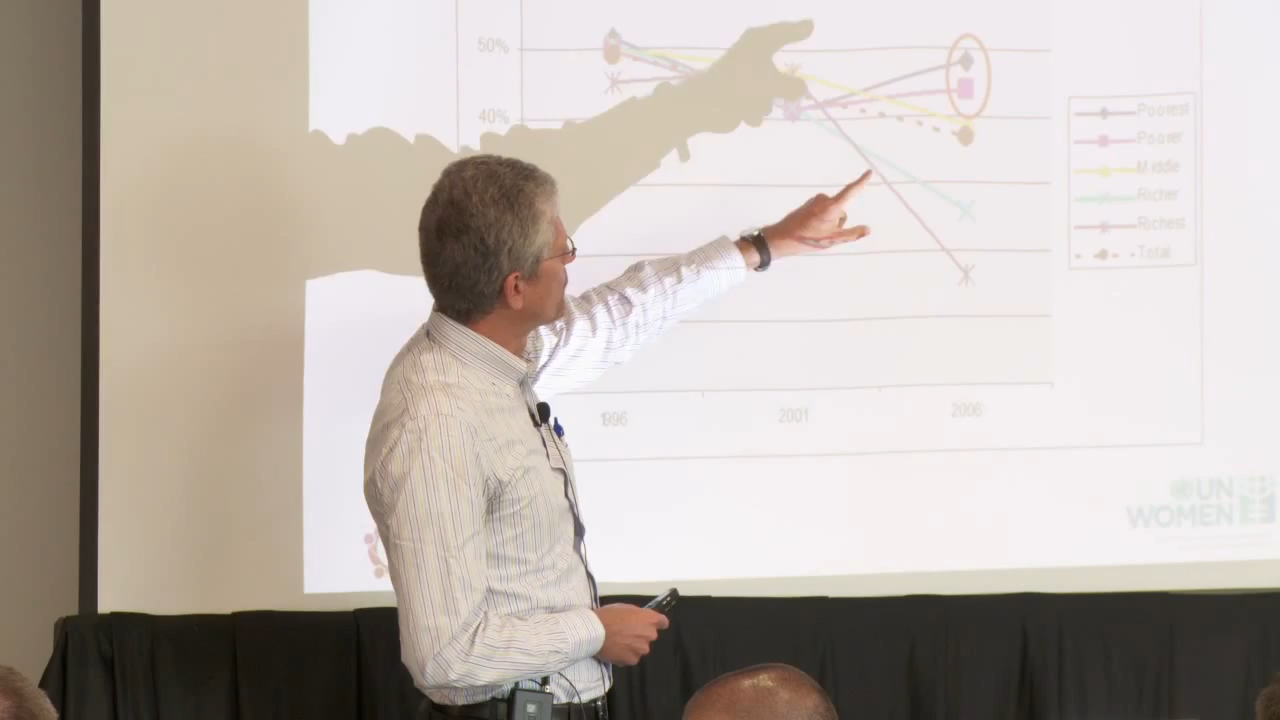 50%
40%
Poorest
Poorer
Middle
Richer
Richest
Total
1996
2001
2006
UN
WOMEN